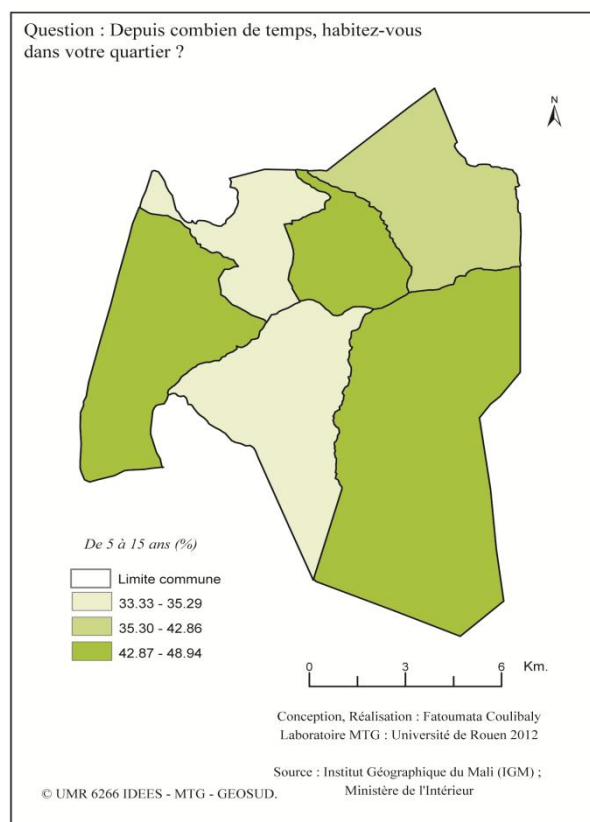 Question : Depuis combien de temps, habitez-vous
dans votre quartier ?
N
De 5 à 15 ans (%)
Limite commune
33.33 - 35.29
35.30 - 42.86
42.87 - 48.94
0 3 6 Km.
Conception, Réalisation : Fatoumata Coulibaly
Laboratoire MTG : Université de Rouen 2012
Source : Institut Géographique du Mali (IGM) ;
Ministère de l'Intérieur
© UMR 6266 IDEES - MTG - GEOSUD.